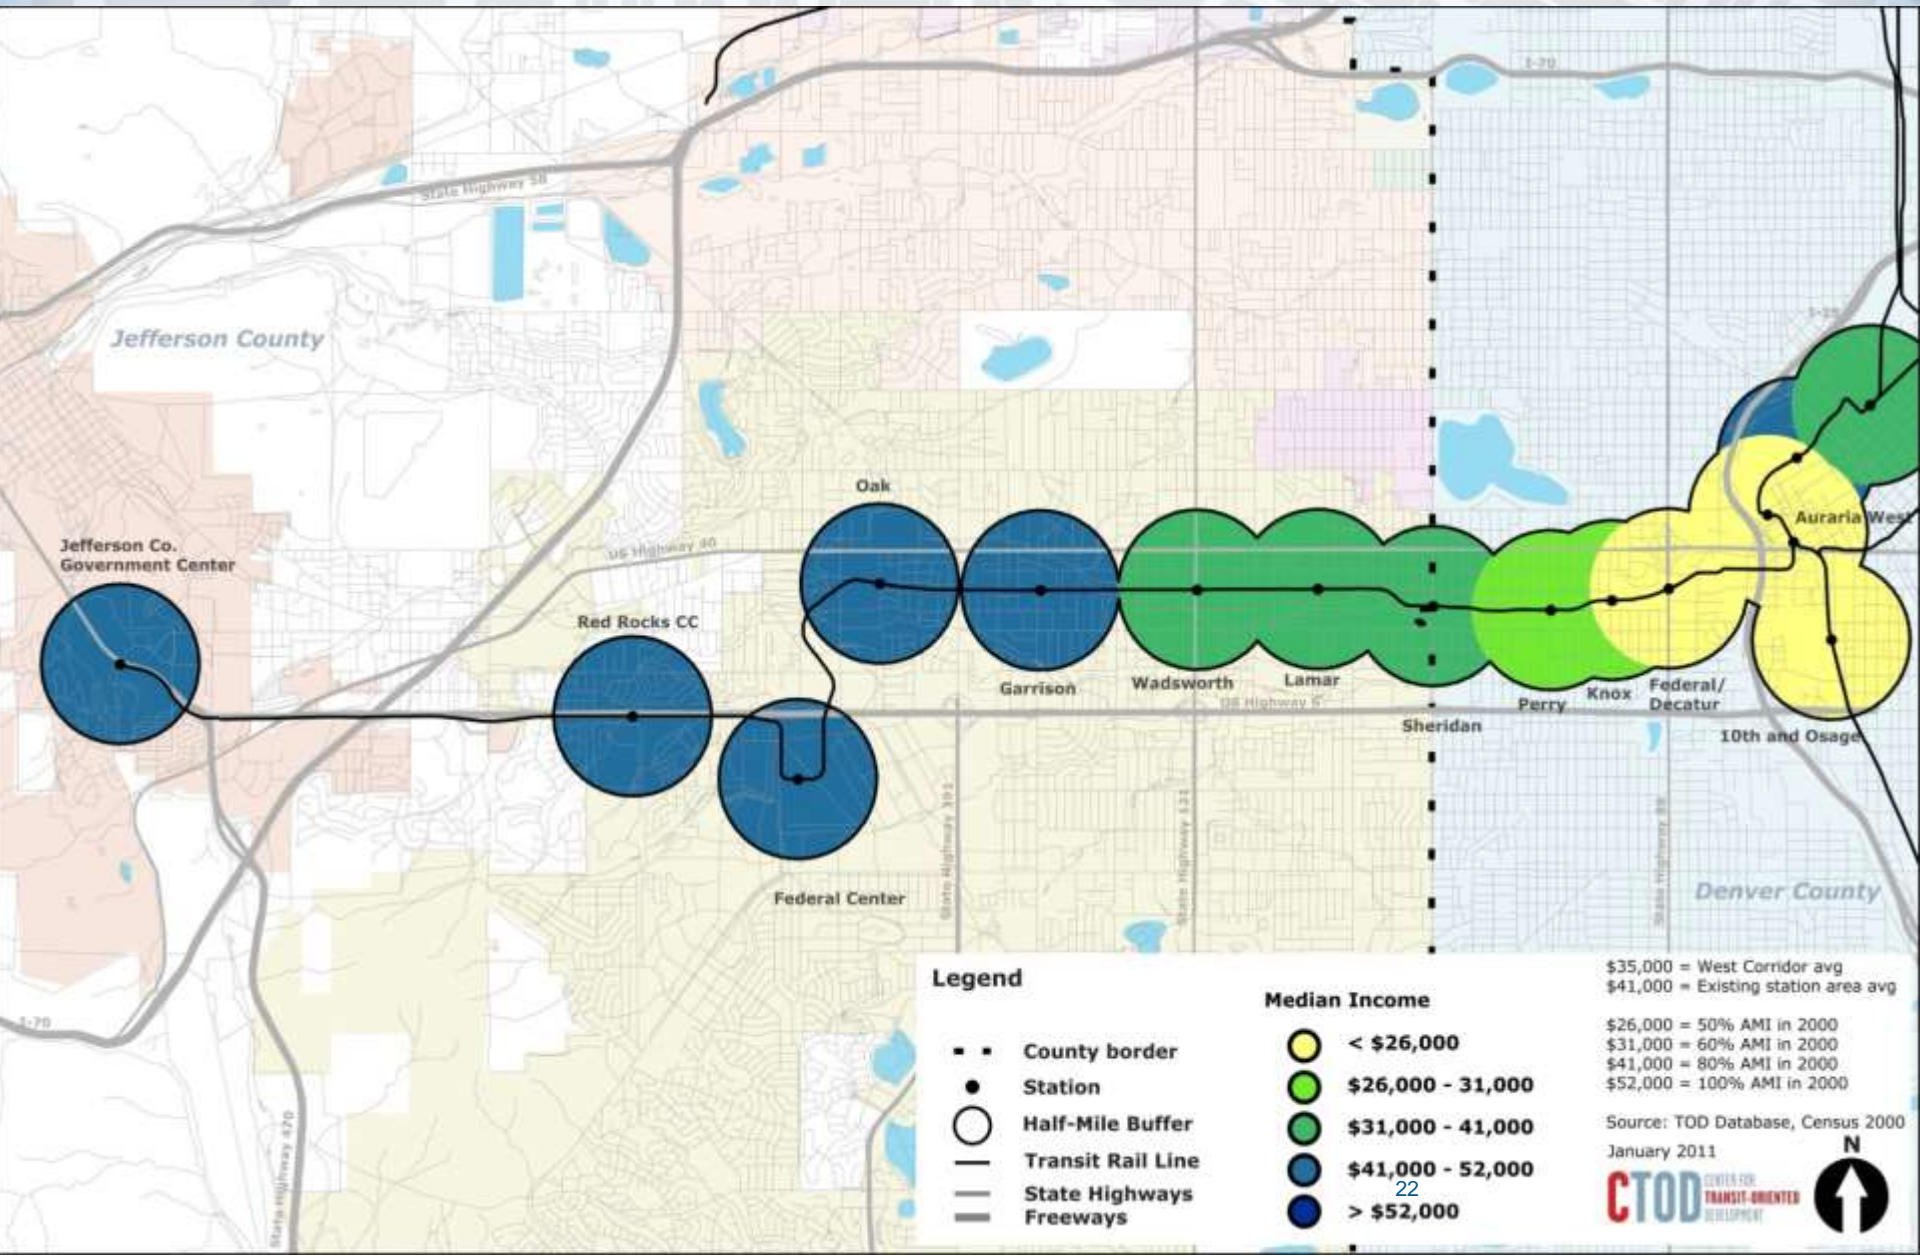 I-70
State Highway 58
Jefferson County
I-25
Oak
Auraria West
Jefferson Co.
Government Center
US Highway 40
Red Rocks CC
Garrison
Wadsworth
Lamar
Knox
Federal/
Decatur
Perry
US Highway 6
Sheridan
10th and Osage
State Highway 391
State Highway 121
State Highway 88
Federal Center
Denver County
I-70
State Highway 470
Legend
County border
Station
Half-Mile Buffer
Transit Rail Line
State Highways
Freeways
Median Income
< $26,000
$26,000 - 31,000
$31,000 - 41,000
$41,000 - 52,000
22
> $52,000
$35,000 = West Corridor avg
$41,000 = Existing station area avg
$26,000 = 50% AMI in 2000
$31,000 = 60% AMI in 2000
$41,000 = 80% AMI in 2000
$52,000 = 100% AMI in 2000
Source: TOD Database, Census 2000
January 2011
N
CTOD
CENTER FOR
TRANSIT-ORIENTED
DEVELOPMENT